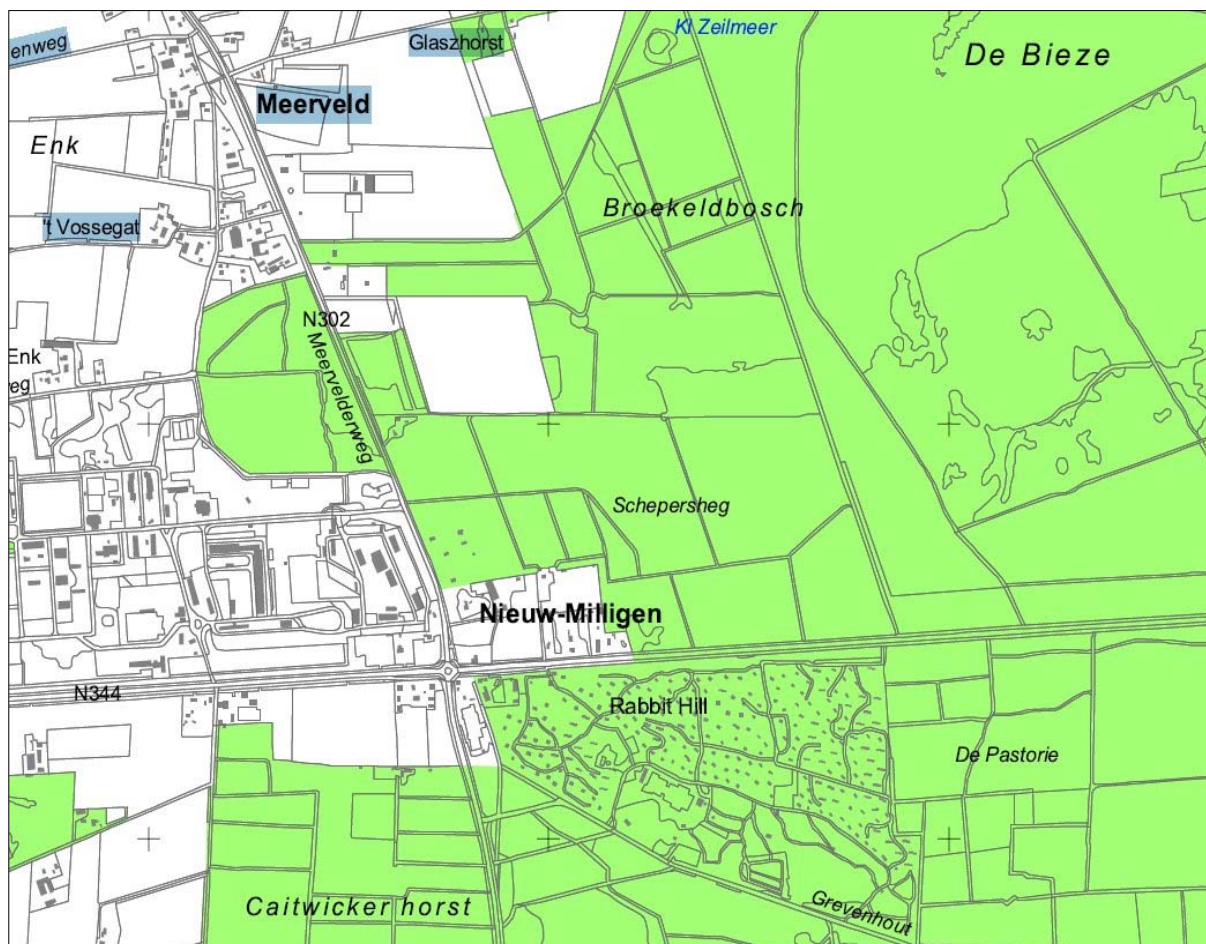 Kl Zeilmeer
enweg
Glaszhorst
De Bieze
Meerveld
Enk
Broekeldbosch
't Vossegat
N302
Enk
eg
Meervelderweg
Schepersheg
Nieuw-Milligen
N344
Rabbit Hill
De Pastorie
Caitwicker horst
Grevenhout